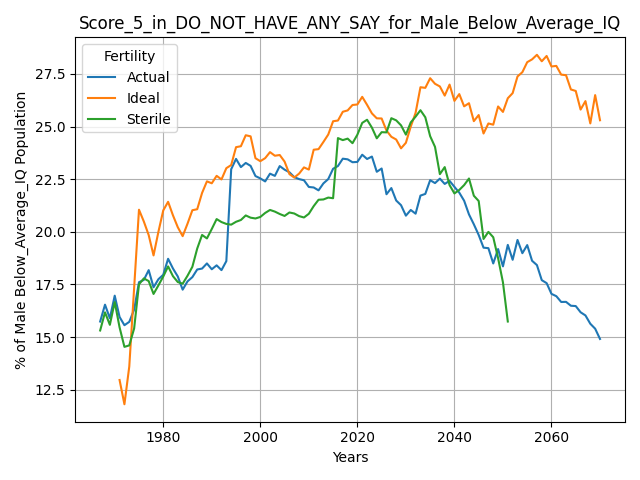 Score_5_in_DO_NOT_HAVE_ANY_SAY_for_Male_Below_Average_IQ
Fertility
Actual
Ideal
Sterile
% of Male Below_Average_IQ Population
27.5
25.0
22.5
20.0
17.5
15.0
12.5
1980
2000
2020
2040
2060
Years